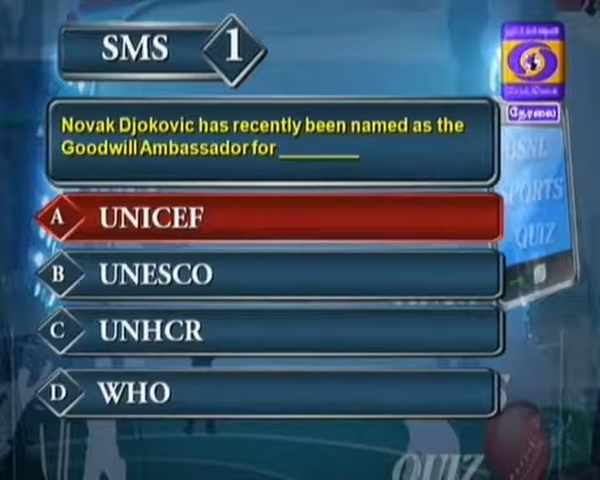 SMS 1
Novak Djokovic has recently been named as the
Goodwill Ambassador for ________
A UNICEF
B UNESCO
C UNHCR
D WHO
நேரலை
BSNL
SPORTS
QUIZ
QUIZ